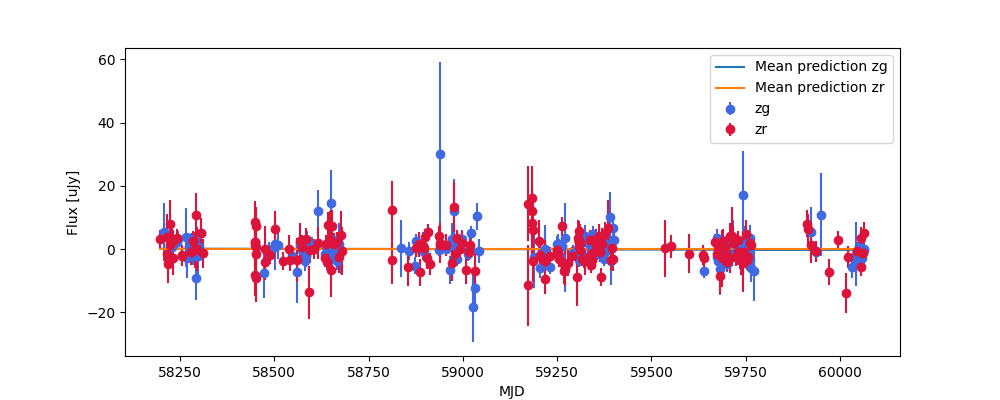 60
40
20
0
−20
Flux [uJy]
58250 58500 58750 59000 59250 59500 59750 60000
MJD
Mean prediction zg
Mean prediction zr
zg
zr